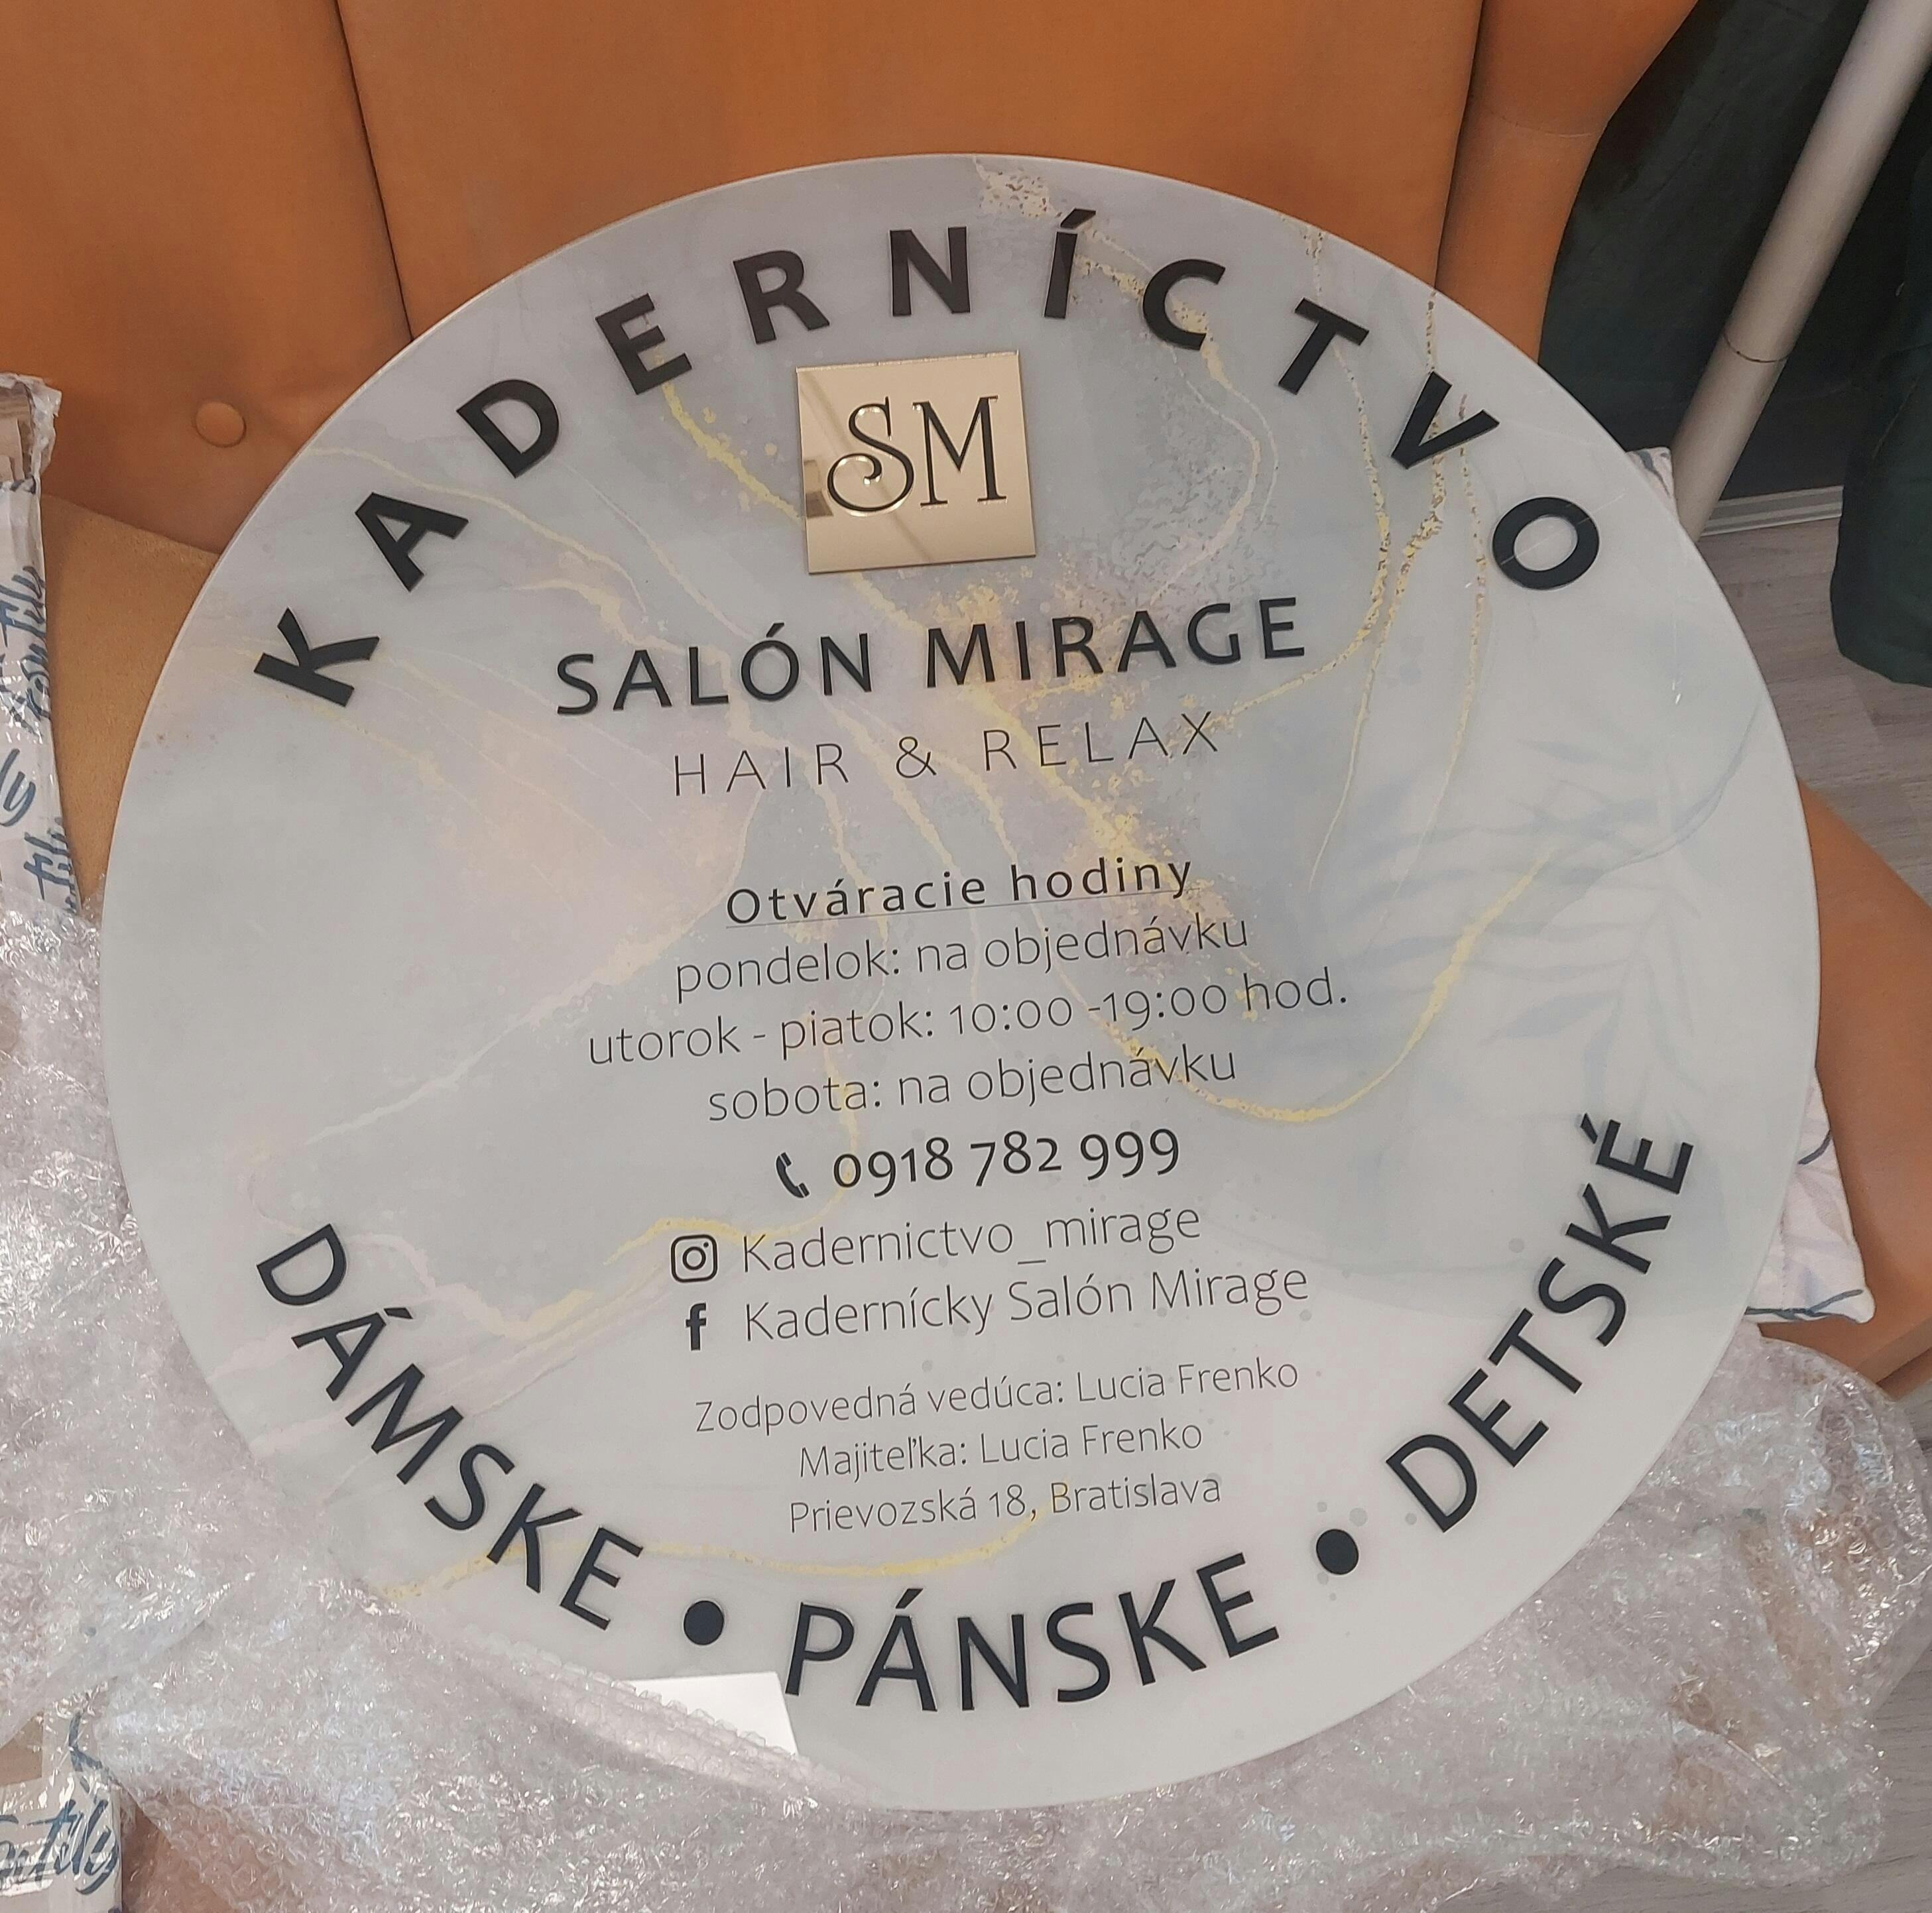 KADERNÍCTVO
SM
SALÓN MIRAGE
HAIR & RELAX
Otváracie hodiny
pondelok: na objednávku
utorok - piatok: 10:00 -19:00 hod.
sobota: na objednávku
0918 782 999
Kadernictvo_mirage
f Kadernícky Salón Mirage
Zodpovedná vedúca: Lucia Frenko
Majiteľka: Lucia Frenko
Prievozská 18, Bratislava
DÁMSKE • PÁNSKE • DETSKÉ